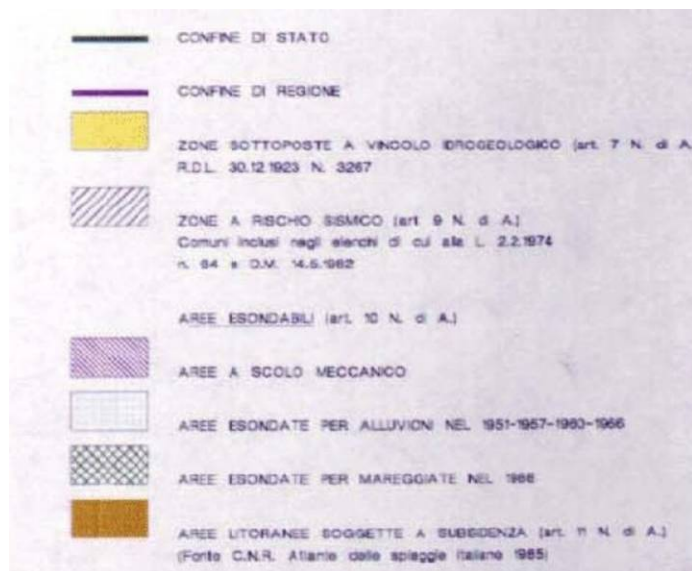 CONFINE DI STATO
CONFINE DI REGIONE
ZONE SOTTOPOSTE A VINCOLO IDROGEOLOGICO (art. 7 N. di A.
R.D.L. 30.12.1923 N. 3267
ZONE A RISCHIO SISMICO (art. 9 N. di A.)
Comuni inclusi negli elenchi di cui alla L. 2.2.1974
n. 64 e D.M. 14.5.1982
AREE ESONDABILI (art. 10 N. di A.)
AREE A SCOLO MECCANICO
AREE ESONDATE PER ALLUVIONI NEL 1951-1957-1960-1966
AREE ESONDATE PER MAREGGIATE NEL 1966
AREE LITORANEE SOGGETTE A SUBSIDENZA (art. 11 N. di A.)
(Fonte C.N.R. Atlante delle spiagge italiane 1985)